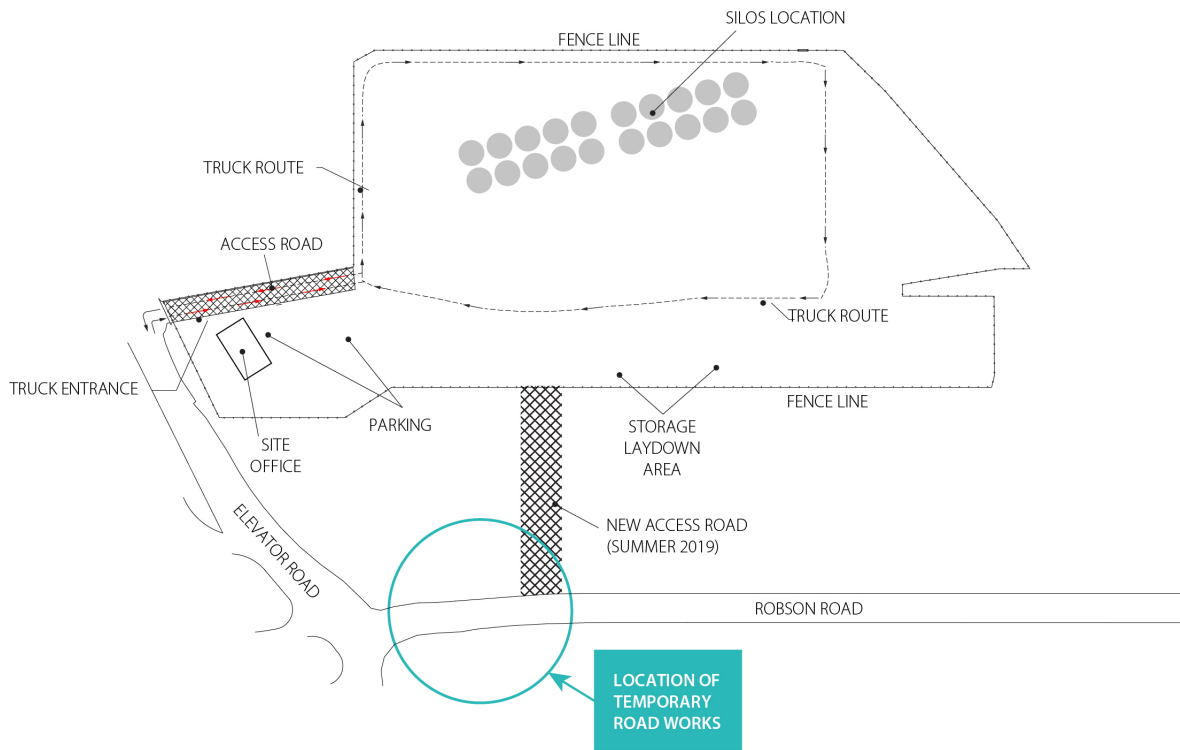 SILOS LOCATION
FENCE LINE
TRUCK ROUTE
ACCESS ROAD
TRUCK ROUTE
TRUCK ENTRANCE
FENCE LINE
PARKING
STORAGE
LAYDOWN
AREA
SITE
OFFICE
ELEVATOR ROAD
NEW ACCESS ROAD
(SUMMER 2019)
ROBSON ROAD
LOCATION OF
TEMPORARY
ROAD WORKS